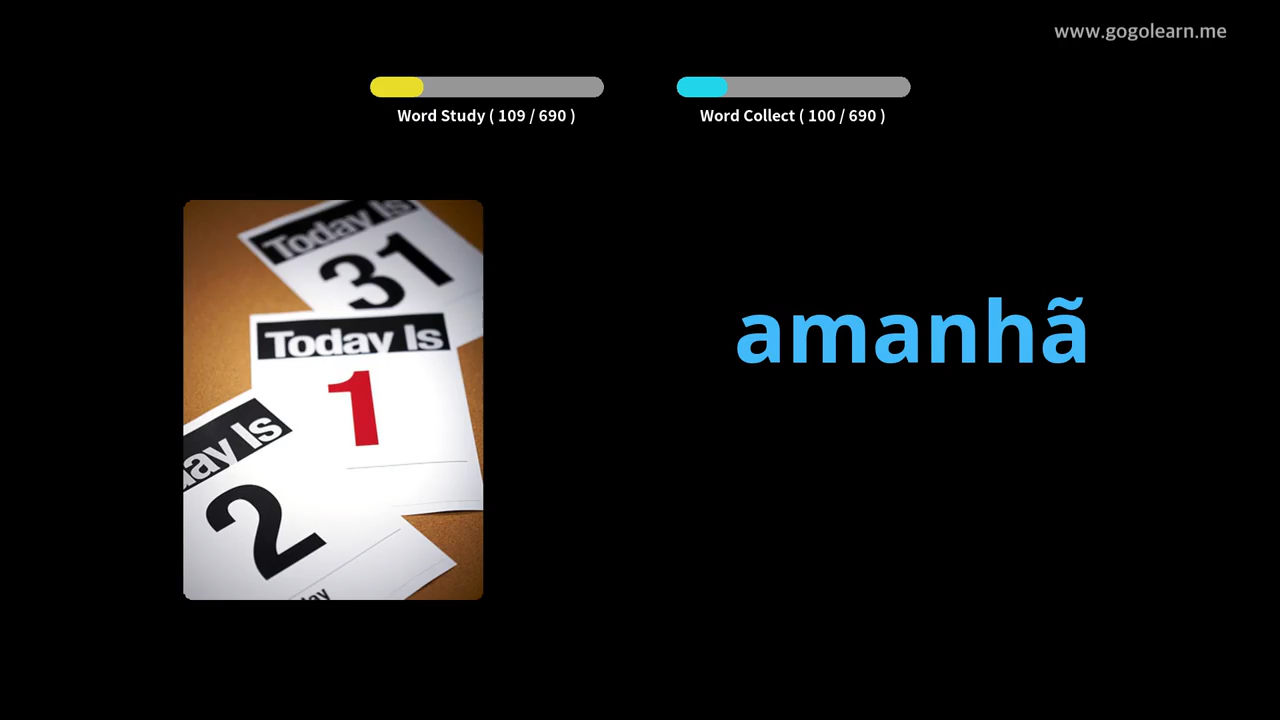 www.gogolearn.me
Word Study ( 109 / 690 )
Word Collect ( 100 / 690 )
Today Is
31
Today Is
1
ay Is
2
amanhã